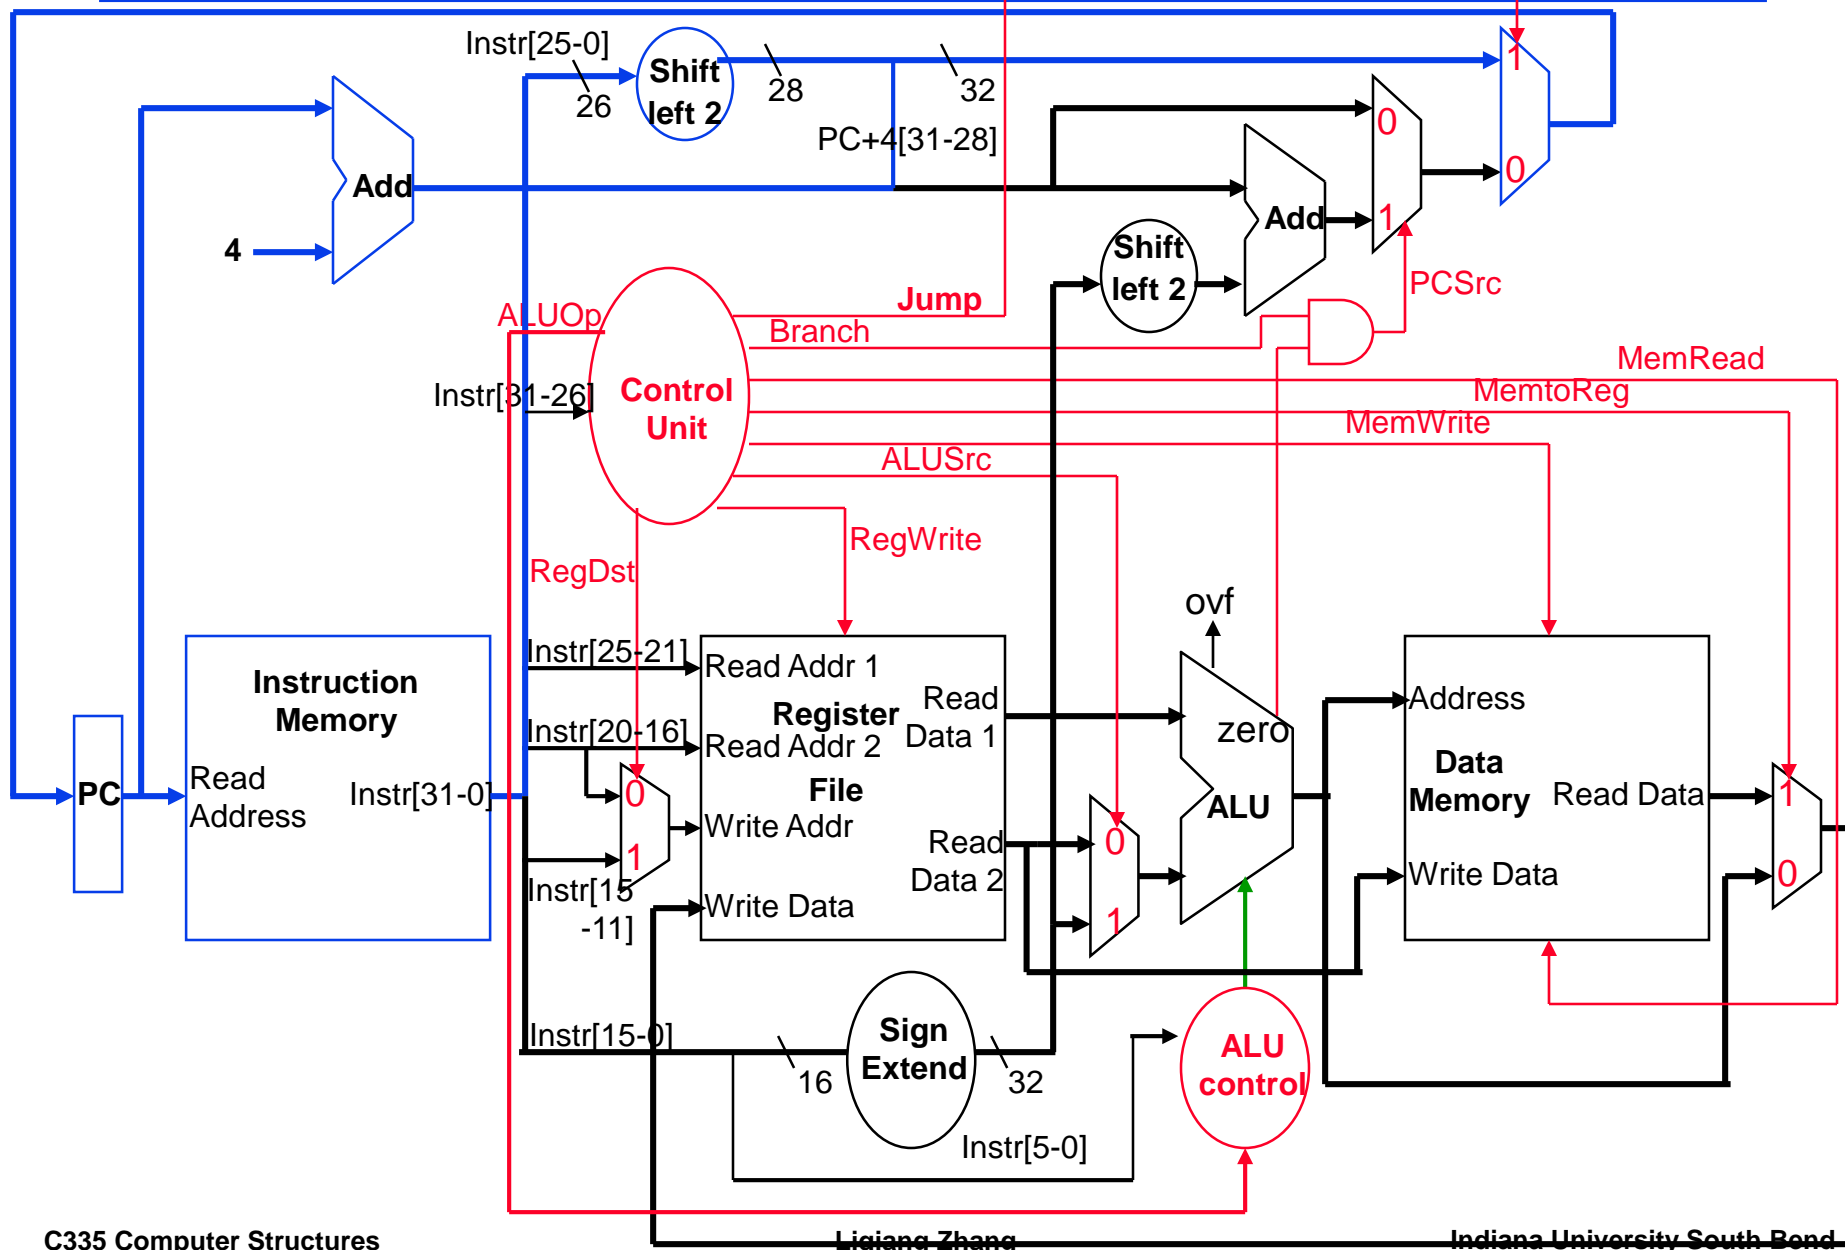 Instr[25-0]
Shift
left 2
26
28
32
1
0
PC+4[31-28]
0
1
Add
4
Add
Shift
left 2
PCSrc
ALUOp
Jump
Branch
Instr[31-26]
Control
Unit
MemRead
MemtoReg
MemWrite
ALUSrc
RegWrite
RegDst
ovf
Instruction
Memory
PC
Read
Address
Instr[31-0]
Instr[25-21]
Read Addr 1
Instr[20-16]
Register
Read Addr 2
File
0
Write Addr
1
Instr[15
-11]
Write Data
Read
Data 1
Read
Data 2
0
1
zero
ALU
Address
Data
Memory
Read Data
Write Data
1
0
Instr[15-0]
16
Sign
Extend
32
ALU
control
Instr[5-0]
C335 Computer Structures
Liqiang Zhang
Indiana University South Bend